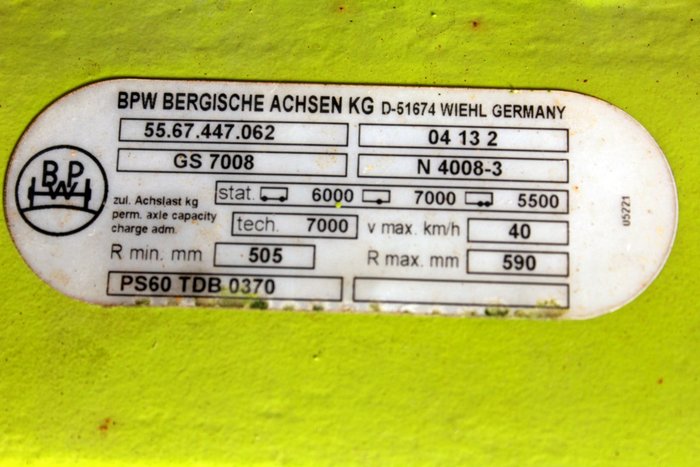 BPW BERGISCHE ACHSEN KG D-51674 WIEHL GERMANY
55.67.447.062 04 13 2
GS 7008 N 4008-3
BPW
zul. Achslast kg
perm. axle capacity
charge adm.
stat. 6000 7000 5500
tech. 7000 v max. km/h 40
R min. mm 505 R max. mm 590
PS60 TDB 0370
05221